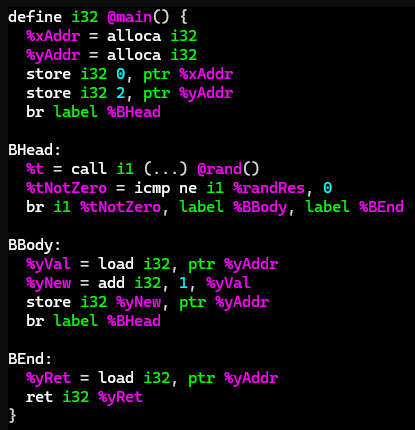 define i32 @main() {
  %xAddr = alloca i32
  %yAddr = alloca i32
  store i32 0, ptr %xAddr
  store i32 2, ptr %yAddr
  br label %BHead

BHead:
  %t = call i1 (...) @rand()
  %tNotZero = icmp ne i1 %randRes, 0
  br i1 %tNotZero, label %BBody, label %BEnd

BBody:
  %yVal = load i32, ptr %yAddr
  %yNew = add i32, 1, %yVal
  store i32 %yNew, ptr %yAddr
  br label %BHead

BEnd:
  %yRet = load i32, ptr %yAddr
  ret i32 %yRet
}